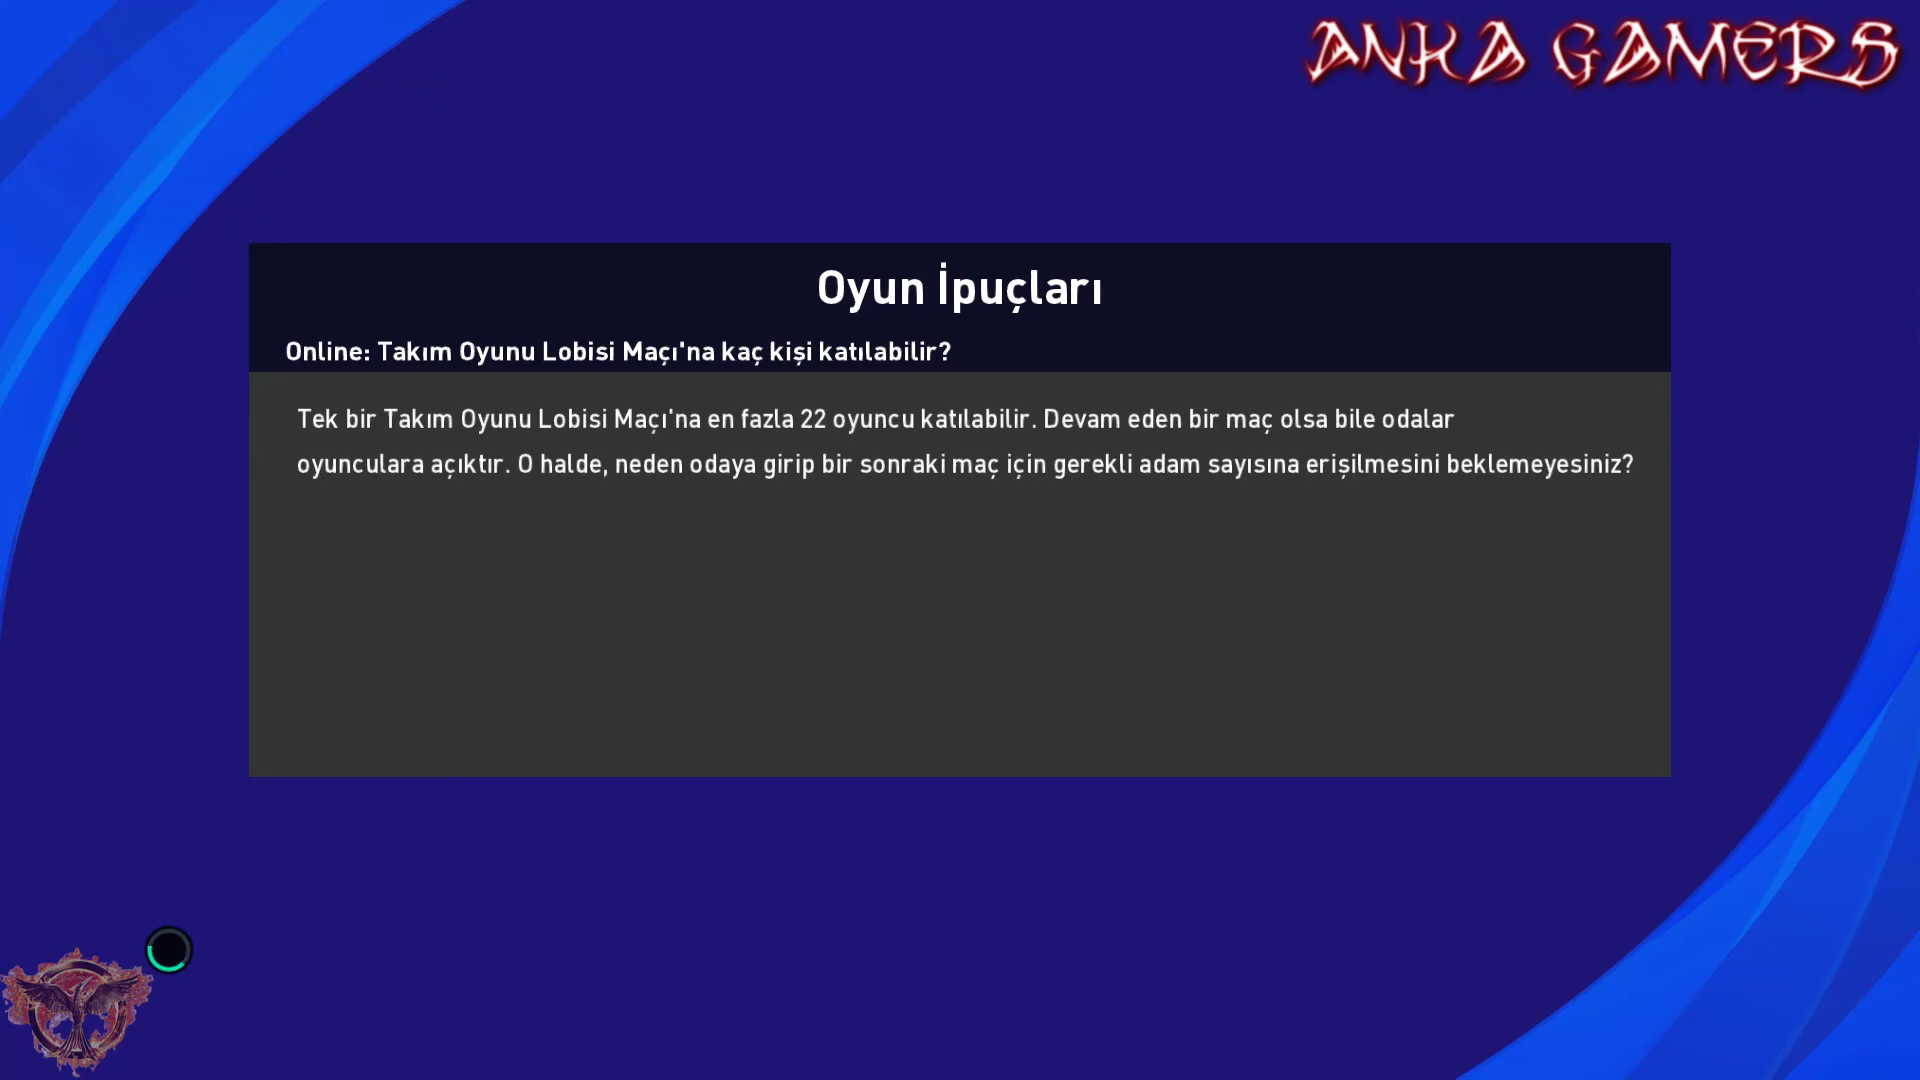 ANKA GAMERS
Oyun İpuçları
Online: Takım Oyunu Lobisi Maçı'na kaç kişi katılabilir?
Tek bir Takım Oyunu Lobisi Maçı'na en fazla 22 oyuncu katılabilir. Devam eden bir maç olsa bile odalar
oyunculara açıktır. O halde, neden odaya girip bir sonraki maç için gerekli adam sayısına erişilmesini beklemeyesiniz?